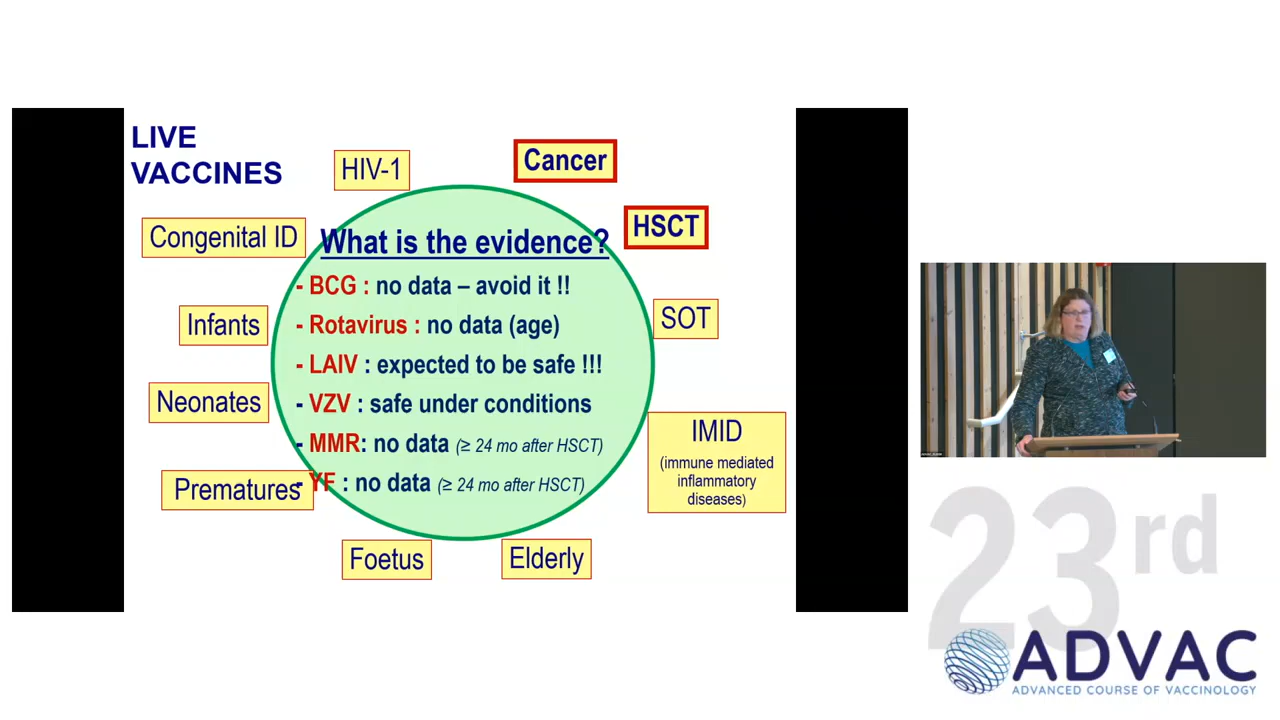 LIVE
VACCINES
HIV-1
Cancer
HSCT
Congenital ID
What is the evidence?
- BCG : no data – avoid it !!
- Rotavirus : no data (age)
- LAIV : expected to be safe !!!
- VZV : safe under conditions
- MMR: no data (≥ 24 mo after HSCT)
- YF : no data (≥ 24 mo after HSCT)
Infants
SOT
Neonates
IMID
(immune mediated
inflammatory
diseases)
Prematures
Foetus
Elderly
23rd
ADVAC
ADVANCED COURSE OF VACCINOLOGY